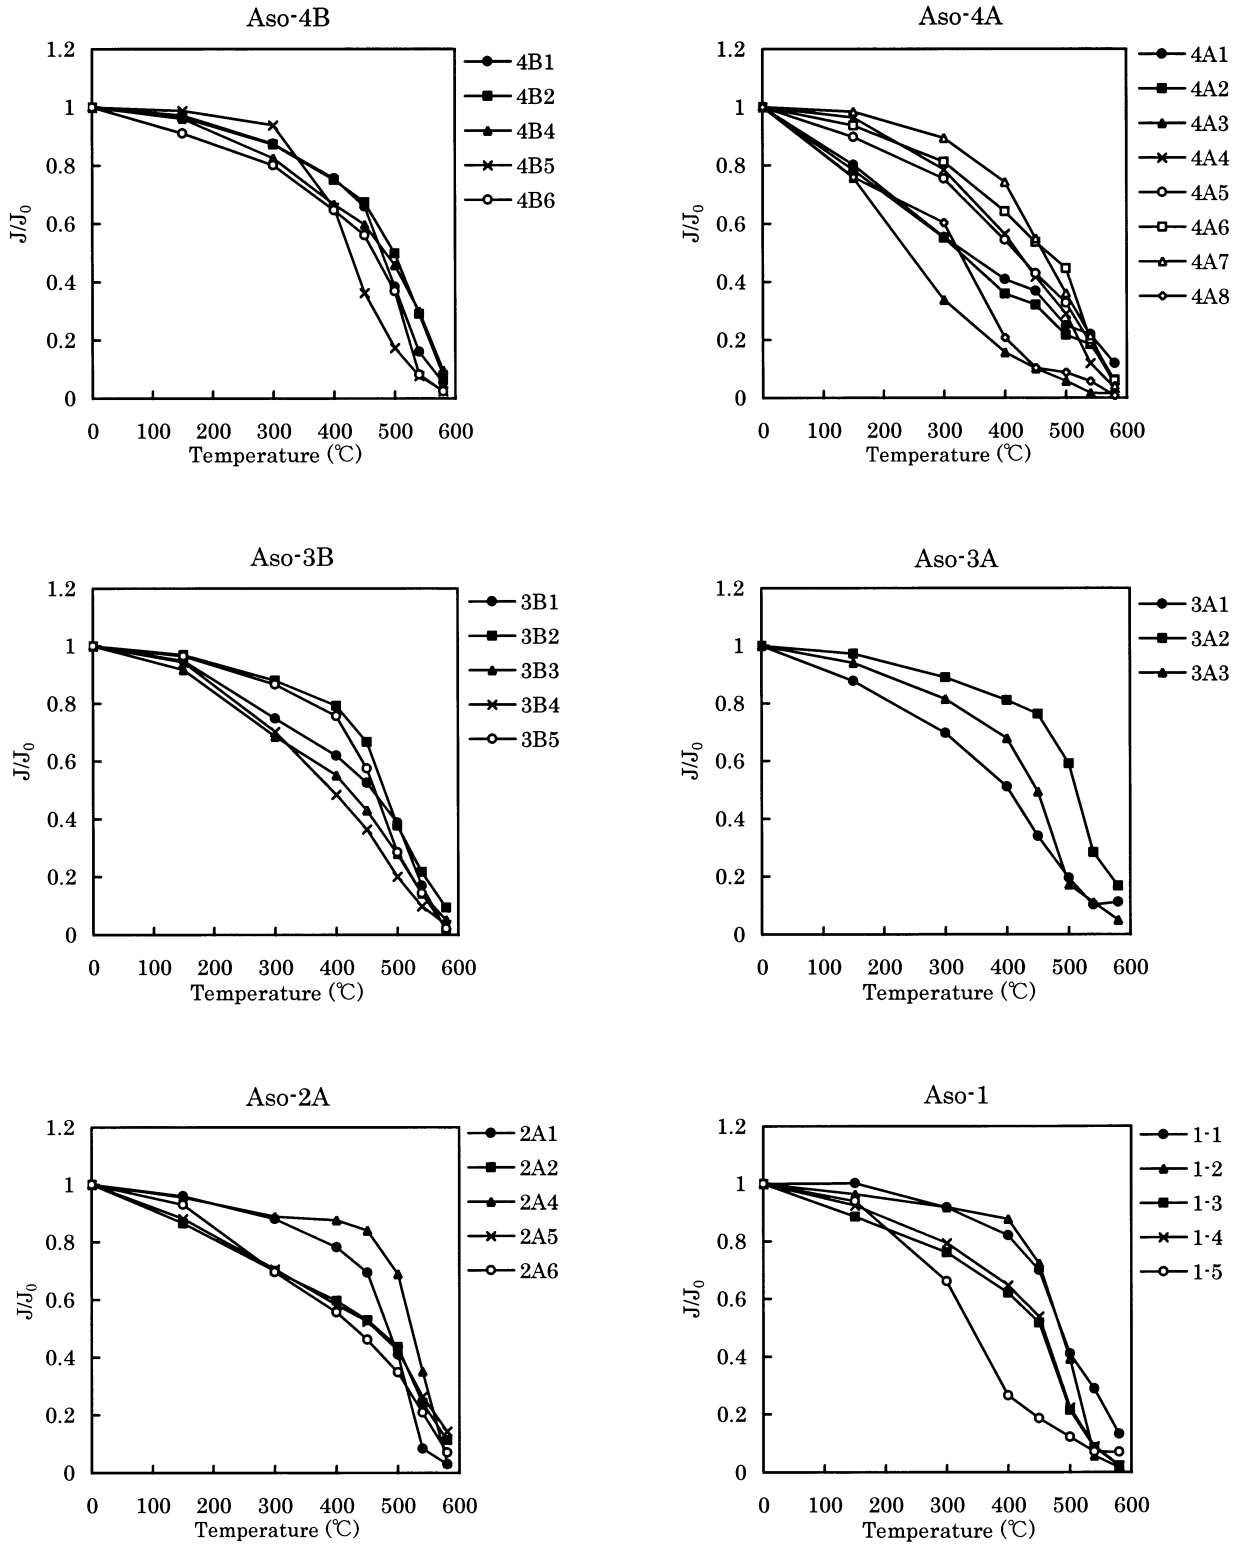 Aso-4B
1.2
1
0.8
0.6
0.4
0.2
0
J/J0
0 100 200 300 400 500 600
Temperature (℃)
4B1
4B2
4B4
4B5
4B6
Aso-4A
1.2
1
0.8
0.6
0.4
0.2
0
J/J0
0 100 200 300 400 500 600
Temperature (℃)
4A1
4A2
4A3
4A4
4A5
4A6
4A7
4A8
Aso-3B
1.2
1
0.8
0.6
0.4
0.2
0
J/J0
0 100 200 300 400 500 600
Temperature (℃)
3B1
3B2
3B3
3B4
3B5
Aso-3A
1.2
1
0.8
0.6
0.4
0.2
0
J/J0
0 100 200 300 400 500 600
Temperature (℃)
3A1
3A2
3A3
Aso-2A
1.2
1
0.8
0.6
0.4
0.2
0
J/J0
0 100 200 300 400 500 600
Temperature (℃)
2A1
2A2
2A4
2A5
2A6
Aso-1
1.2
1
0.8
0.6
0.4
0.2
0
J/J0
0 100 200 300 400 500 600
Temperature (℃)
1-1
1-2
1-3
1-4
1-5